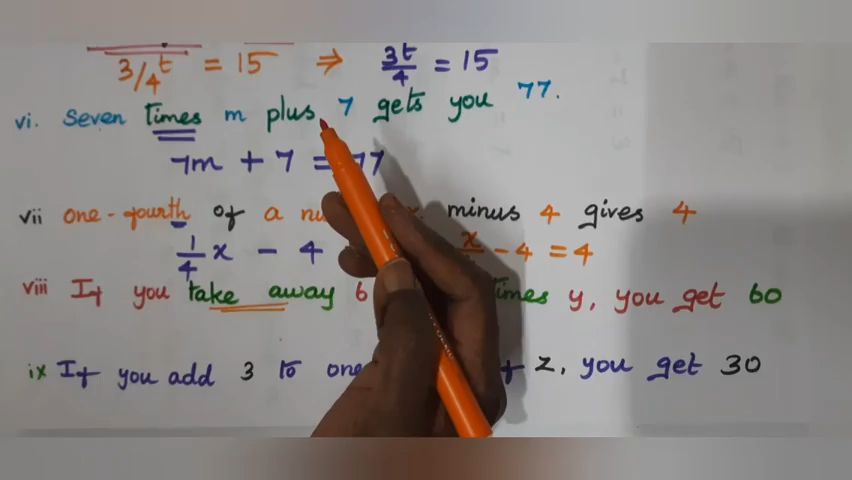 3/4 t = 15 ⇒ 3t/4 = 15
vi. Seven times m plus 7 gets you 77.
7m + 7 = 77
vii One-fourth of a minus 4 gives 4
1/4 x - 4 - 4 = 4
viii If you take away 6 times y, you get 60
ix If you add 3 to one z, you get 30